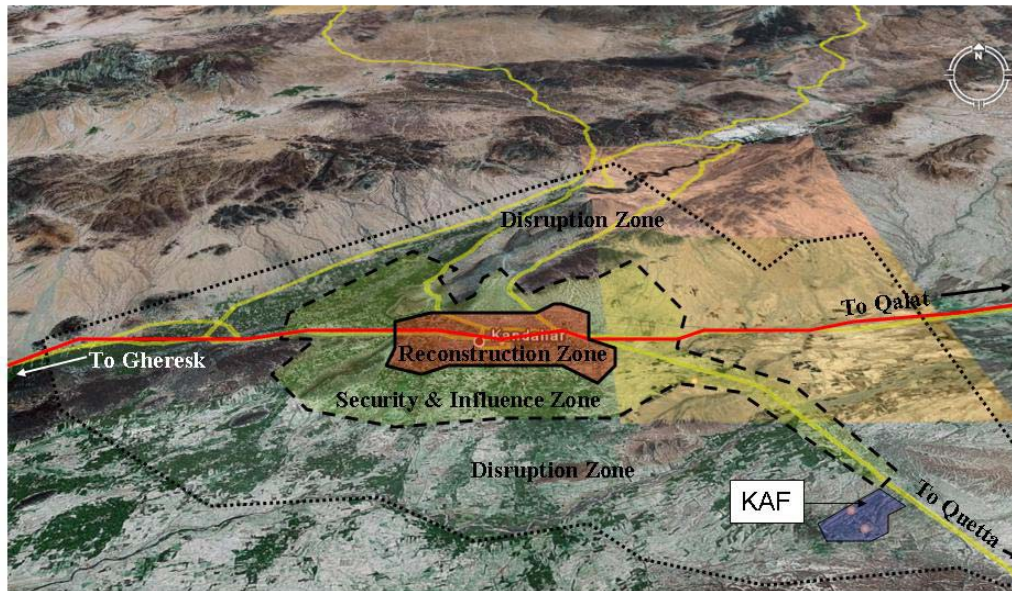 N
Disruption Zone
To Qalat
Kandahar
To Gheresk
Reconstruction Zone
Security & Influence Zone
Disruption Zone
KAF
To Quetta